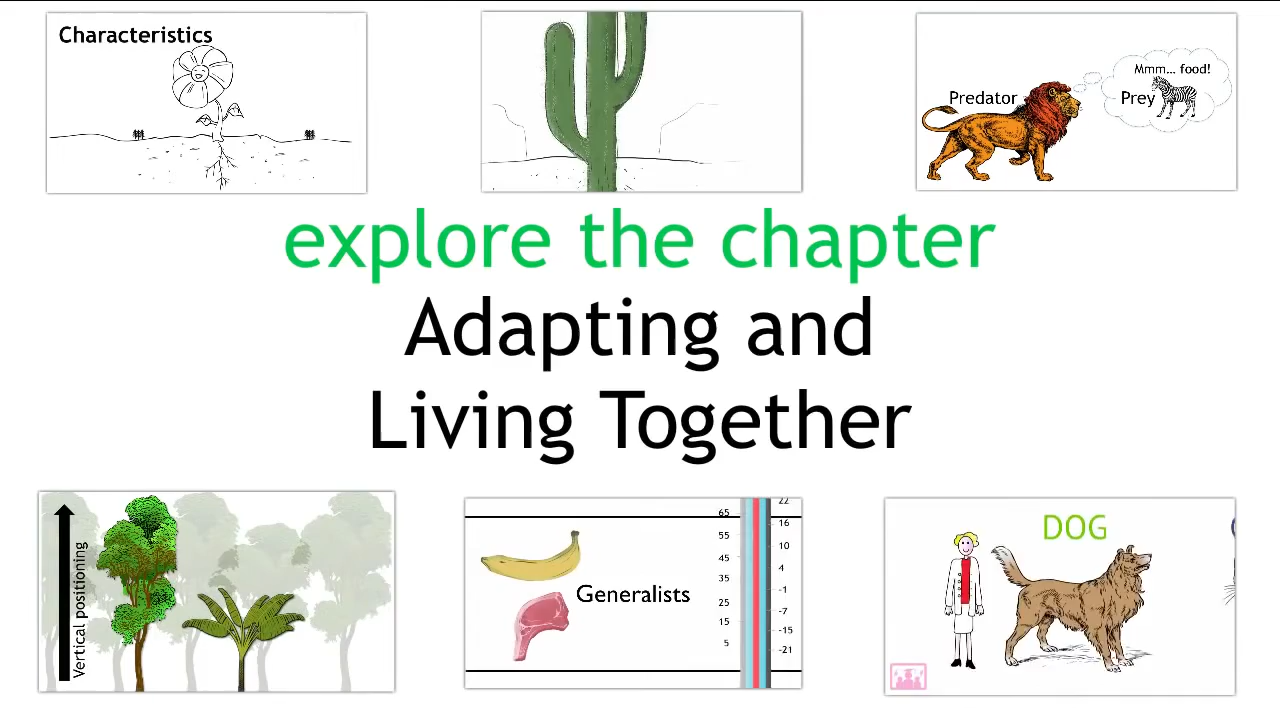 Characteristics
Predator
Mmm... food!
Prey
explore the chapter
Adapting and
Living Together
Vertical positioning
Generalists
65
55
45
35
25
15
5
22
16
10
4
-1
-7
-15
-21
DOG